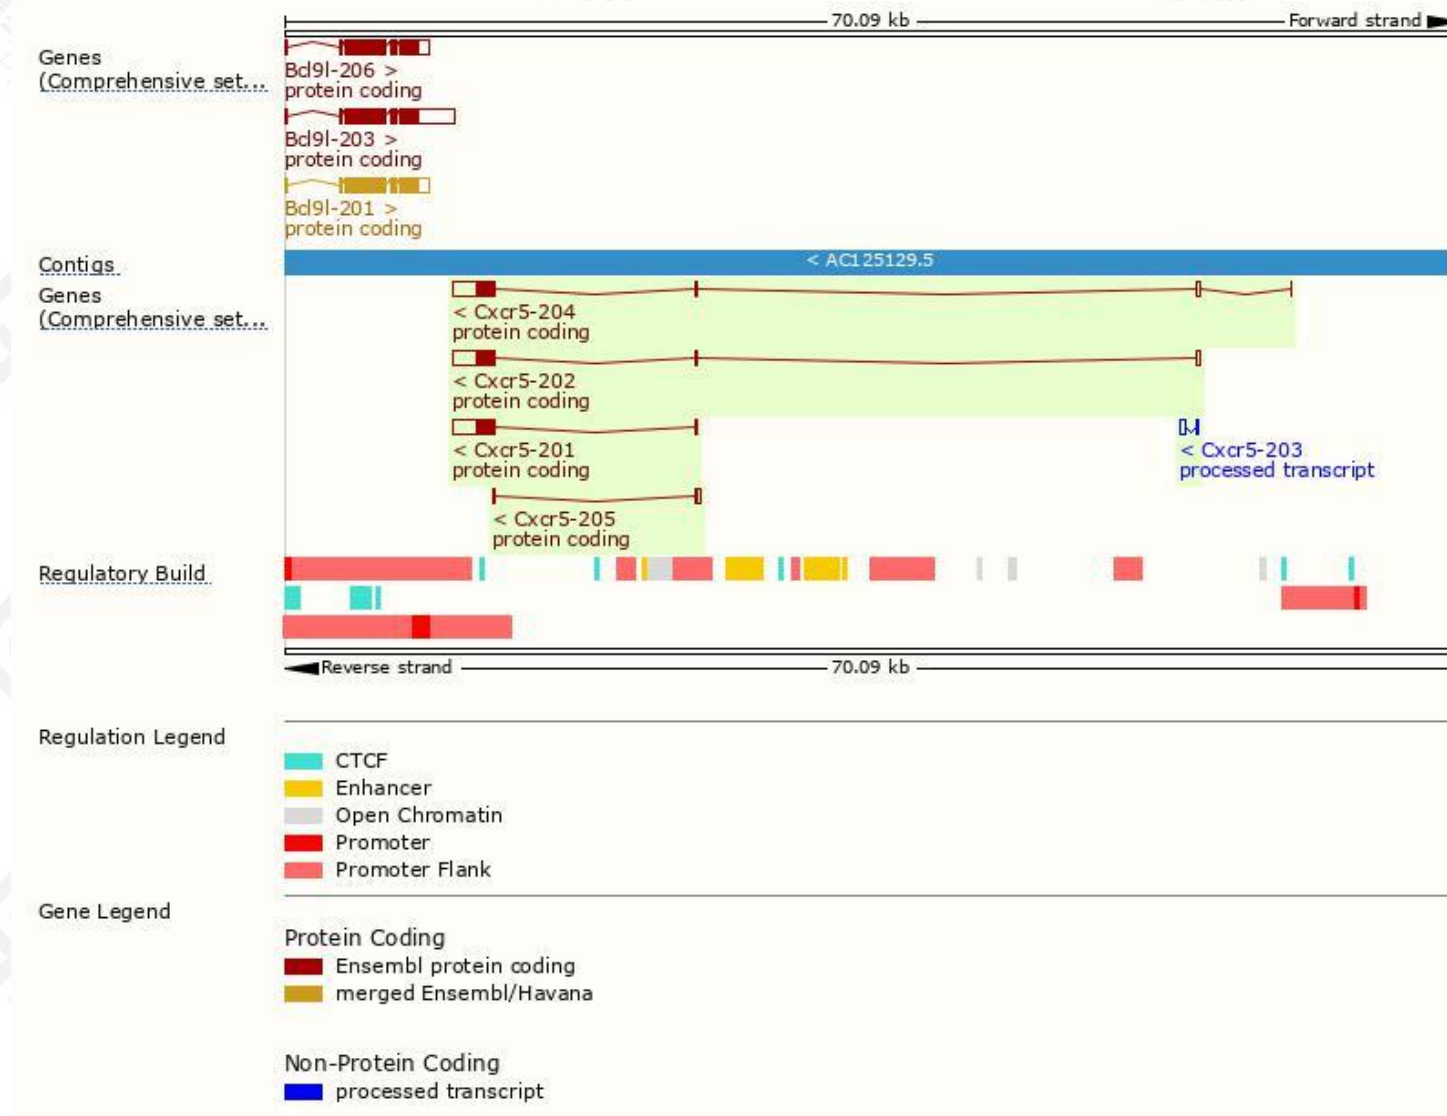 70.09 kb Forward strand
Genes
(Comprehensive set...
Bcl9l-206 >
protein coding
Bcl9l-203 >
protein coding
Bcl9l-201 >
protein coding
Contigs
< AC125129.5
Genes
(Comprehensive set...
< Cxcr5-204
protein coding
< Cxcr5-202
protein coding
< Cxcr5-201
protein coding
< Cxcr5-203
processed transcript
< Cxcr5-205
protein coding
Regulatory Build
Reverse strand 70.09 kb
Regulation Legend
CTCF
Enhancer
Open Chromatin
Promoter
Promoter Flank
Gene Legend
Protein Coding
Ensembl protein coding
merged Ensembl/Havana
Non-Protein Coding
processed transcript